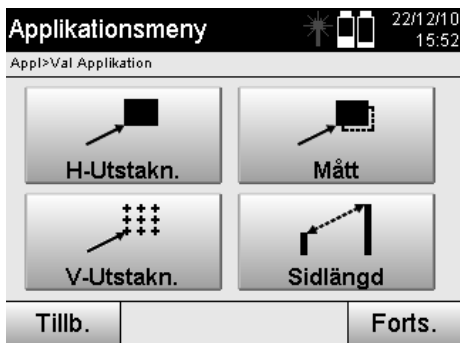 Applikationsmeny
22/12/10
15:52
Appl>Val Applikation
H-Utstakn.
Mått
V-Utstakn.
Sidlängd
Tillb.
Forts.